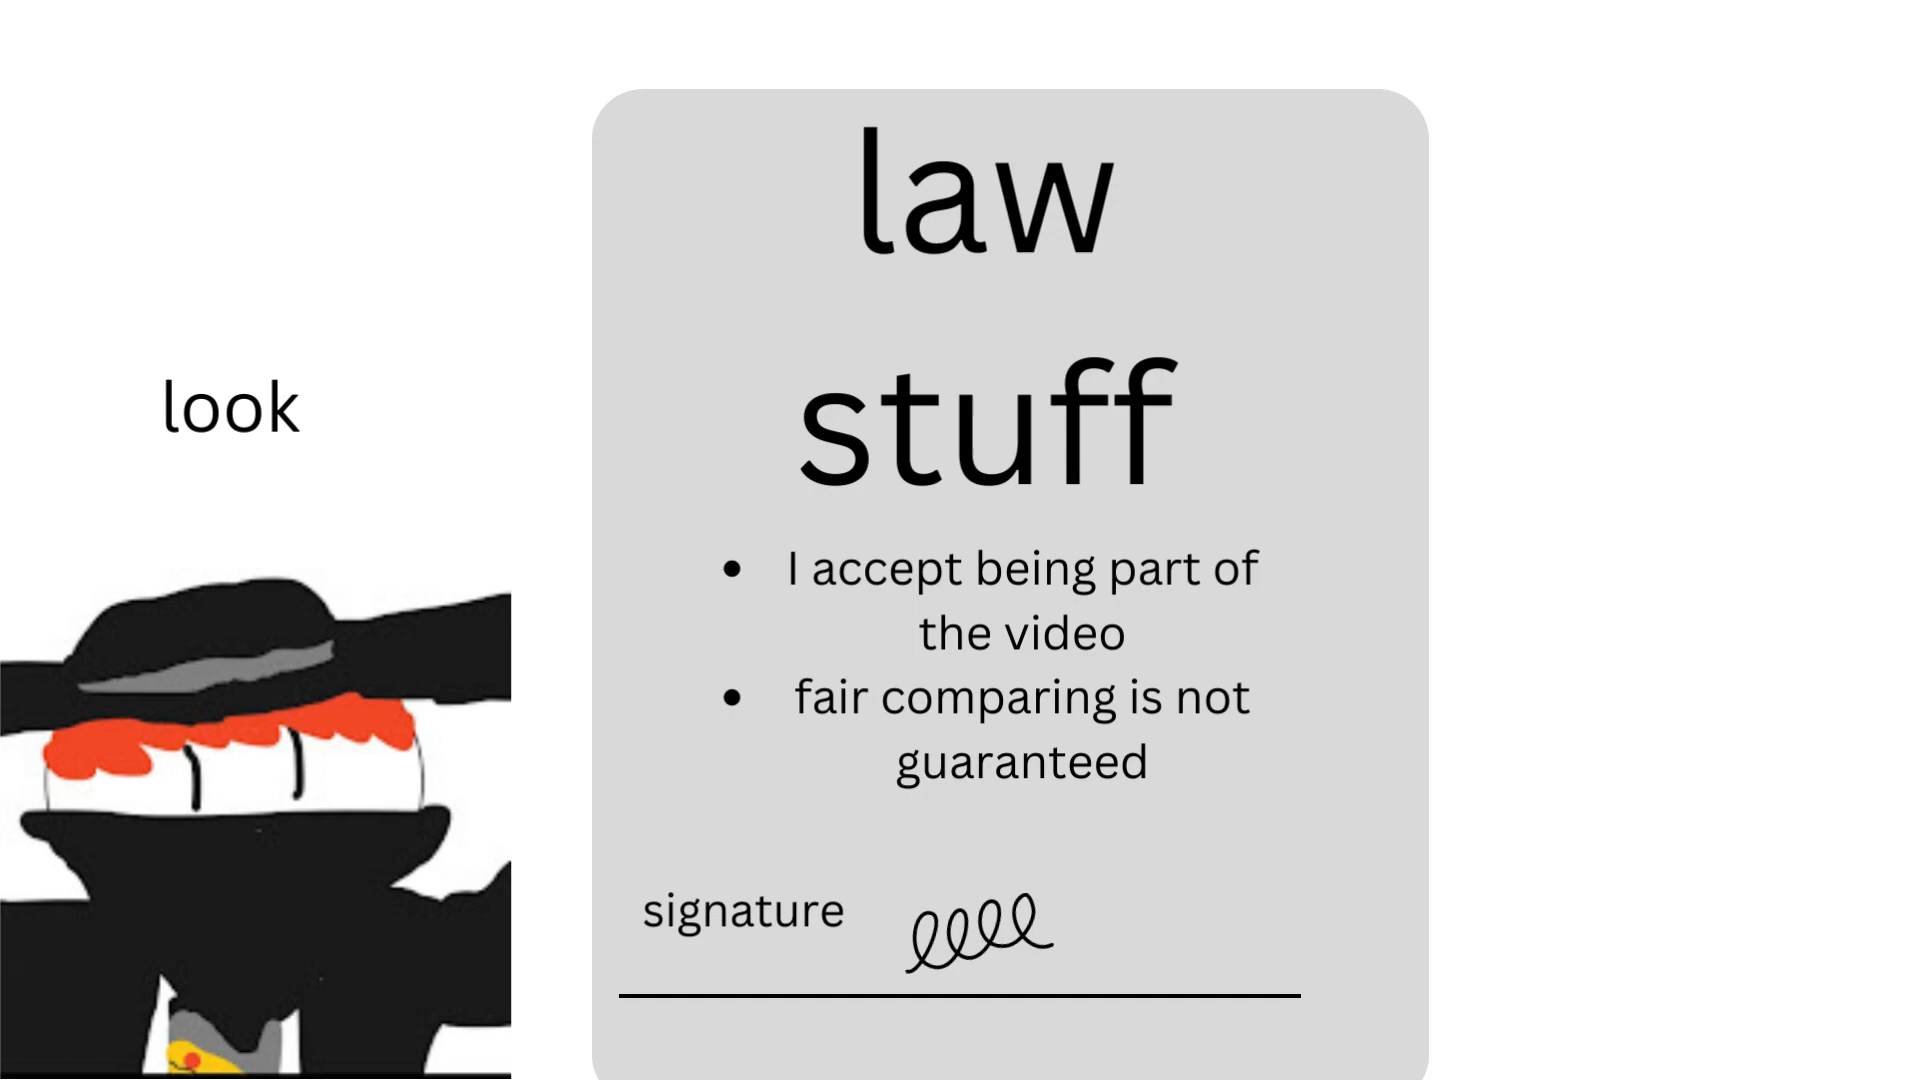 look
law
stuff
• I accept being part of
the video
• fair comparing is not
guaranteed
signature